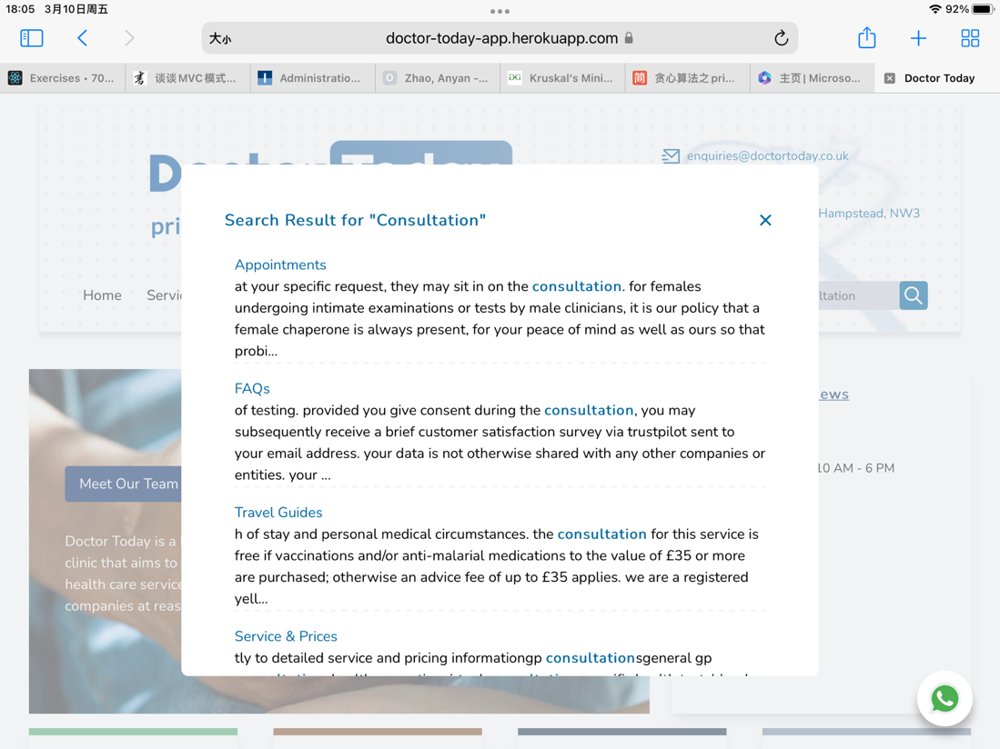 18:05 3月10日周五
92%
大小
doctor-today-app.herokuapp.com
Exercises • 70...
谈谈MVC模式...
Administratio...
Zhao, Anyan -...
Kruskal's Mini...
贪心算法之pri...
主页 | Microso...
Doctor Today
Doctor Today
enquiries@doctortoday.co.uk
Hampstead, NW3
Home
Search Result for "Consultation"
Appointments
at your specific request, they may sit in on the consultation. for females
undergoing intimate examinations or tests by male clinicians, it is our policy that a
female chaperone is always present, for your peace of mind as well as ours so that
probi...
FAQs
of testing. provided you give consent during the consultation, you may
subsequently receive a brief customer satisfaction survey via trustpilot sent to
your email address. your data is not otherwise shared with any other companies or
entities. your ...
Travel Guides
h of stay and personal medical circumstances. the consultation for this service is
free if vaccinations and/or anti-malarial medications to the value of £35 or more
are purchased; otherwise an advice fee of up to £35 applies. we are a registered
yell...
Service & Prices
tly to detailed service and pricing informationgp consultationsgeneral gp
ews
10 AM - 6 PM
Meet Our Team
Doctor Today is a
clinic that aims to
health care service
companies at reas